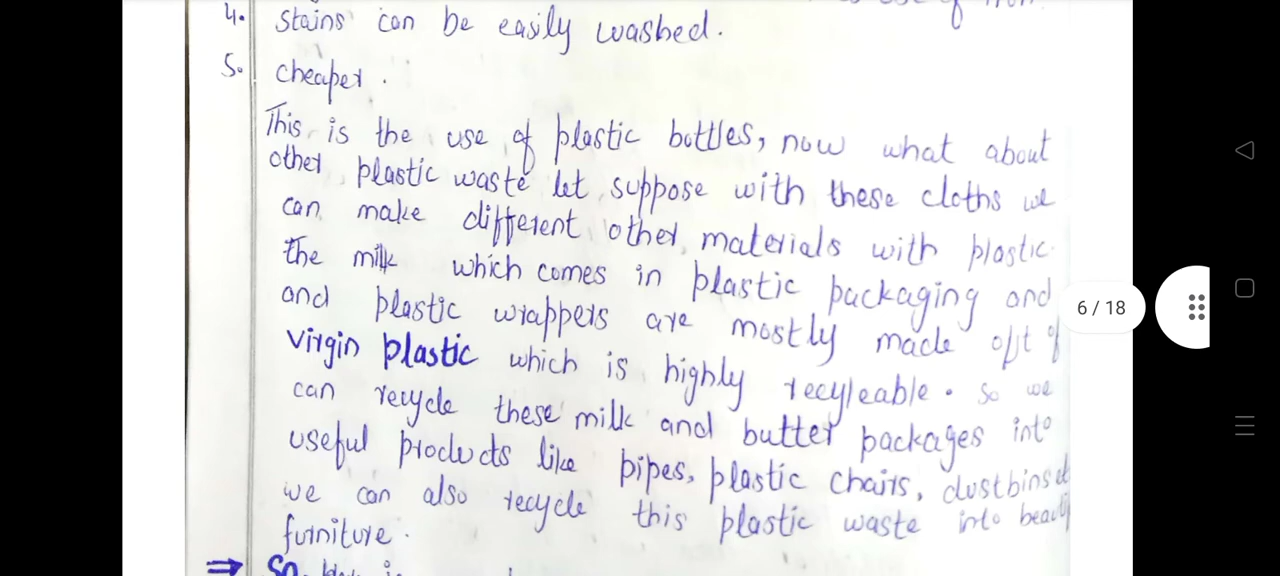 4. Stains can be easily washed.
5. Cheaper.
This is the use of plastic bottles, now what about
other plastic waste let suppose with these cloths we
can make different other materials with plastic.
the milk which comes in plastic packaging and
and plastic wrappers are mostly made of
virgin plastic which is highly recyleable. So we
can recycle these milk and butter packages into
useful products like pipes, plastic chairs, dustbins
we can also recycle this plastic waste into
furniture.
⇒ So,
6 / 18